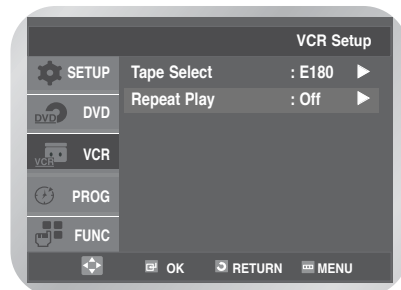 VCR Setup
SETUP
DVD DVD
VCR VCR
PROG
FUNC
Tape Select : E180 ►
Repeat Play : Off ►
OK RETURN MENU